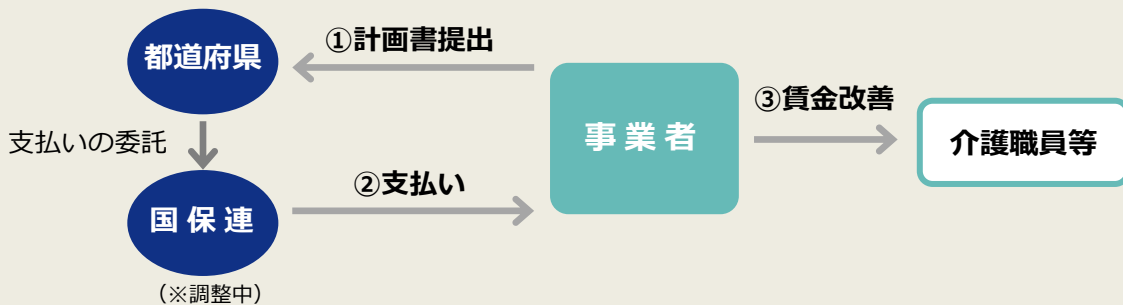 ①計画書提出
都道府県
③賃金改善
事業者
介護職員等
支払いの委託
②支払い
国保連
（※調整中）